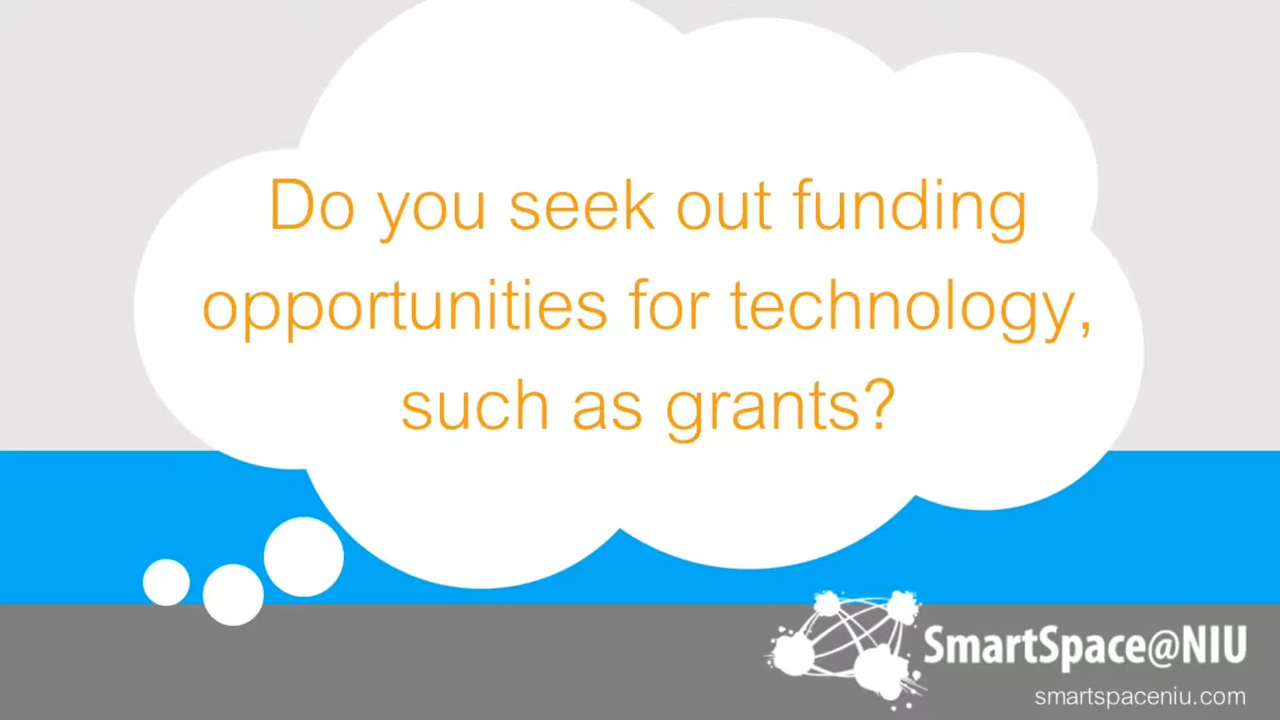 Do you seek out funding
opportunities for technology,
such as grants?
SmartSpace@NIU
smartspaceniu.com